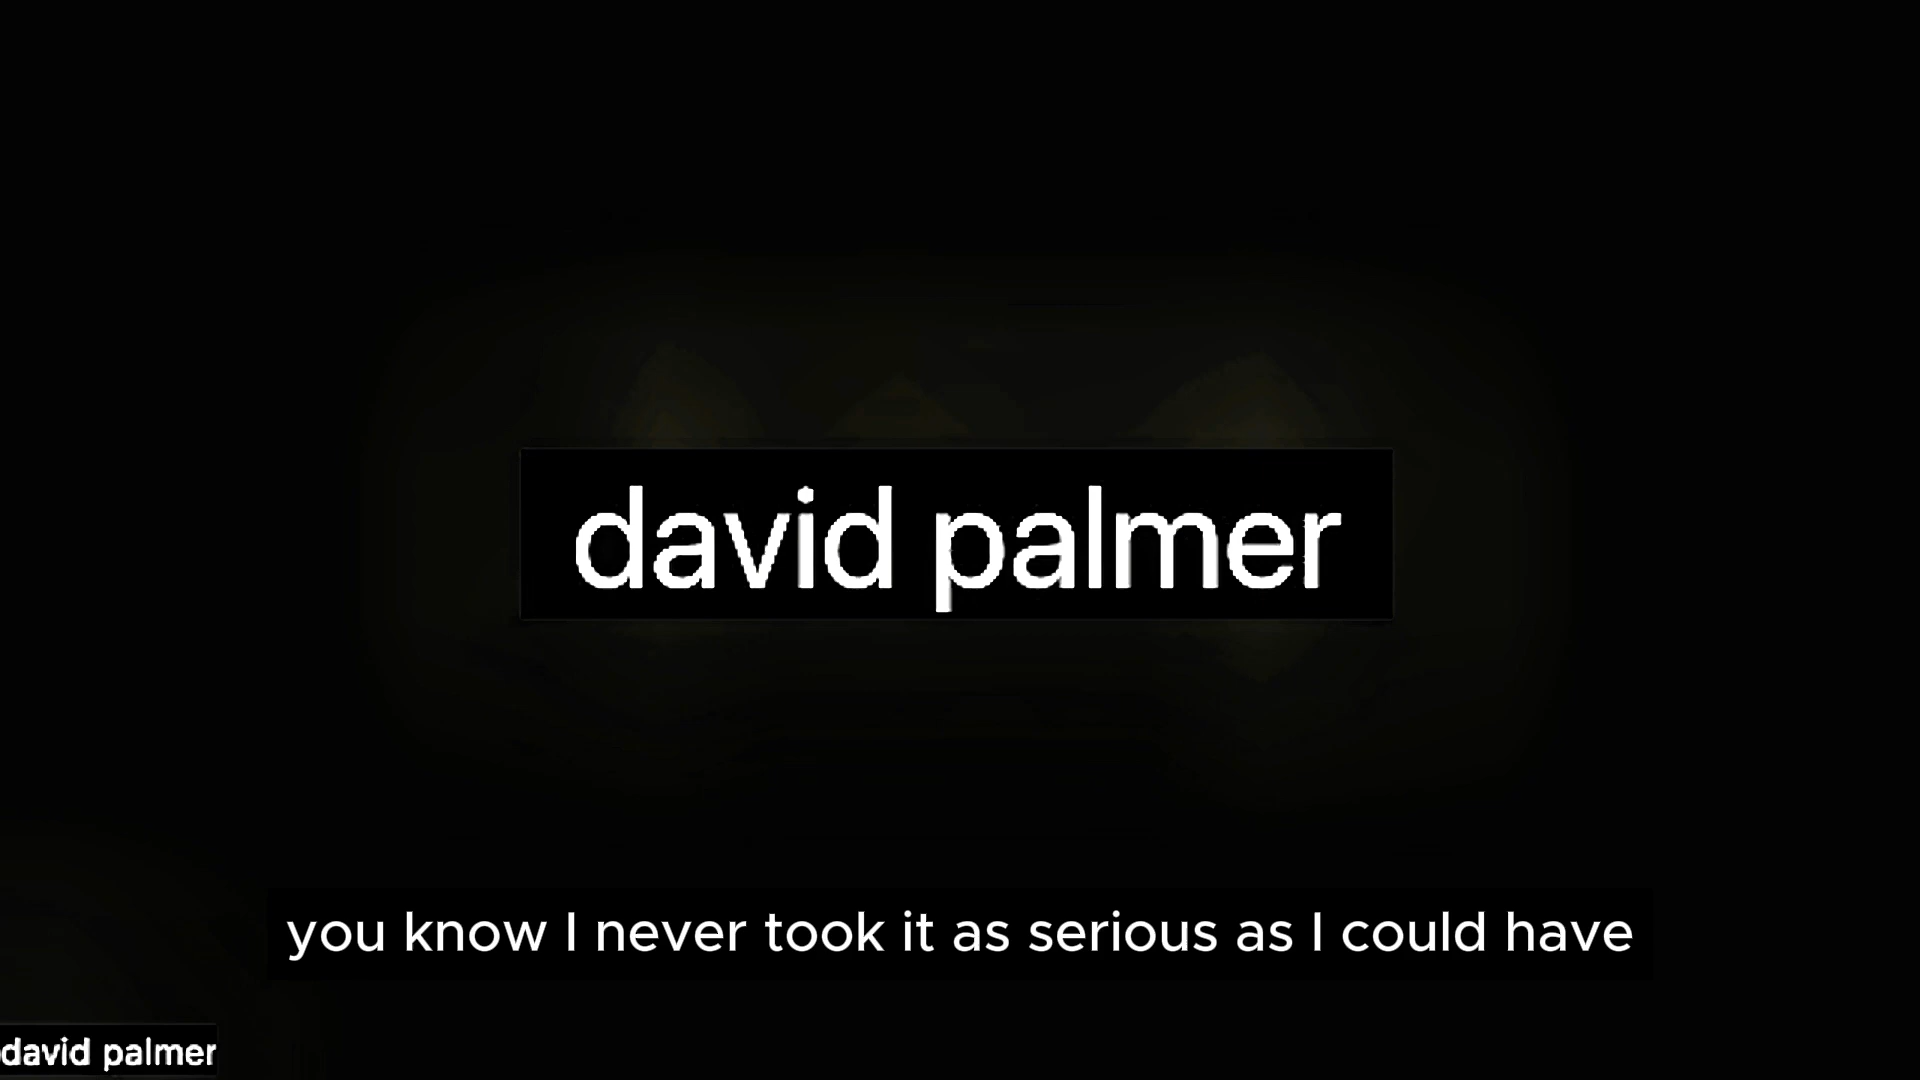 david palmer
you know I never took it as serious as I could have
david palmer